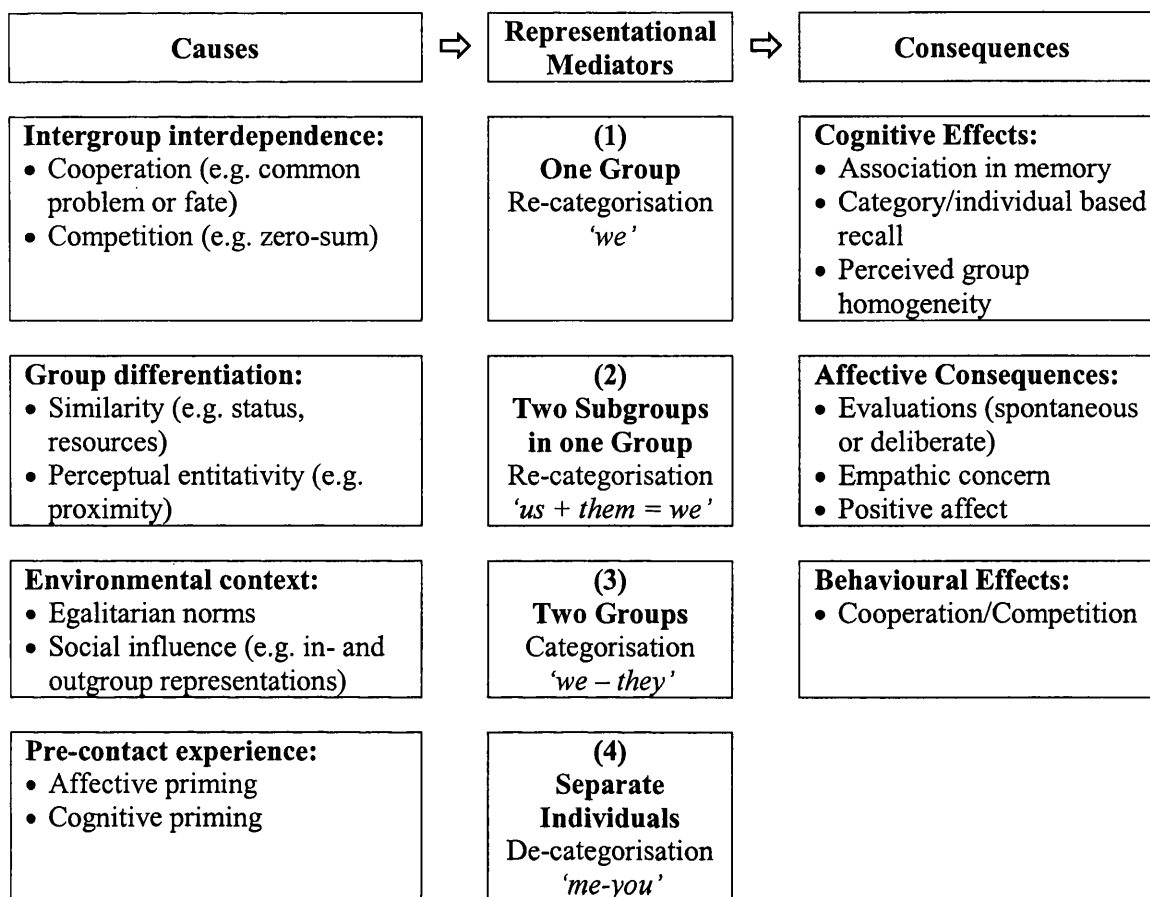 Causes
⇨
Representational
Mediators
⇨
Consequences
Intergroup interdependence:
• Cooperation (e.g. common
problem or fate)
• Competition (e.g. zero-sum)
(1)
One Group
Re-categorisation
‘we’
Cognitive Effects:
• Association in memory
• Category/individual based
recall
• Perceived group
homogeneity
Group differentiation:
• Similarity (e.g. status,
resources)
• Perceptual entitativity (e.g.
proximity)
(2)
Two Subgroups
in one Group
Re-categorisation
‘us + them = we’
Affective Consequences:
• Evaluations (spontaneous
or deliberate)
• Empathic concern
• Positive affect
Environmental context:
• Egalitarian norms
• Social influence (e.g. in- and
outgroup representations)
(3)
Two Groups
Categorisation
‘we – they’
Behavioural Effects:
• Cooperation/Competition
Pre-contact experience:
• Affective priming
• Cognitive priming
(4)
Separate
Individuals
De-categorisation
‘me-you’